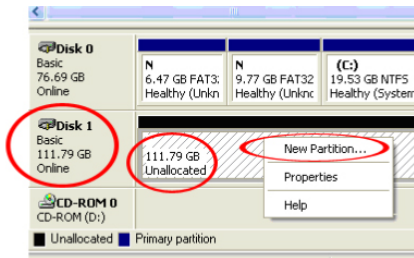 Disk 0
Basic
76.69 GB
Online
N
6.47 GB FAT3:
Healthy (Unkn
N
9.77 GB FAT32
Healthy (Unknc
(C:)
19.53 GB NTFS
Healthy (System
Disk 1
Basic
111.79 GB
Online
111.79 GB
Unallocated
New Partition...
Properties
Help
CD-ROM 0
CD-ROM (D:)
Unallocated
Primary partition